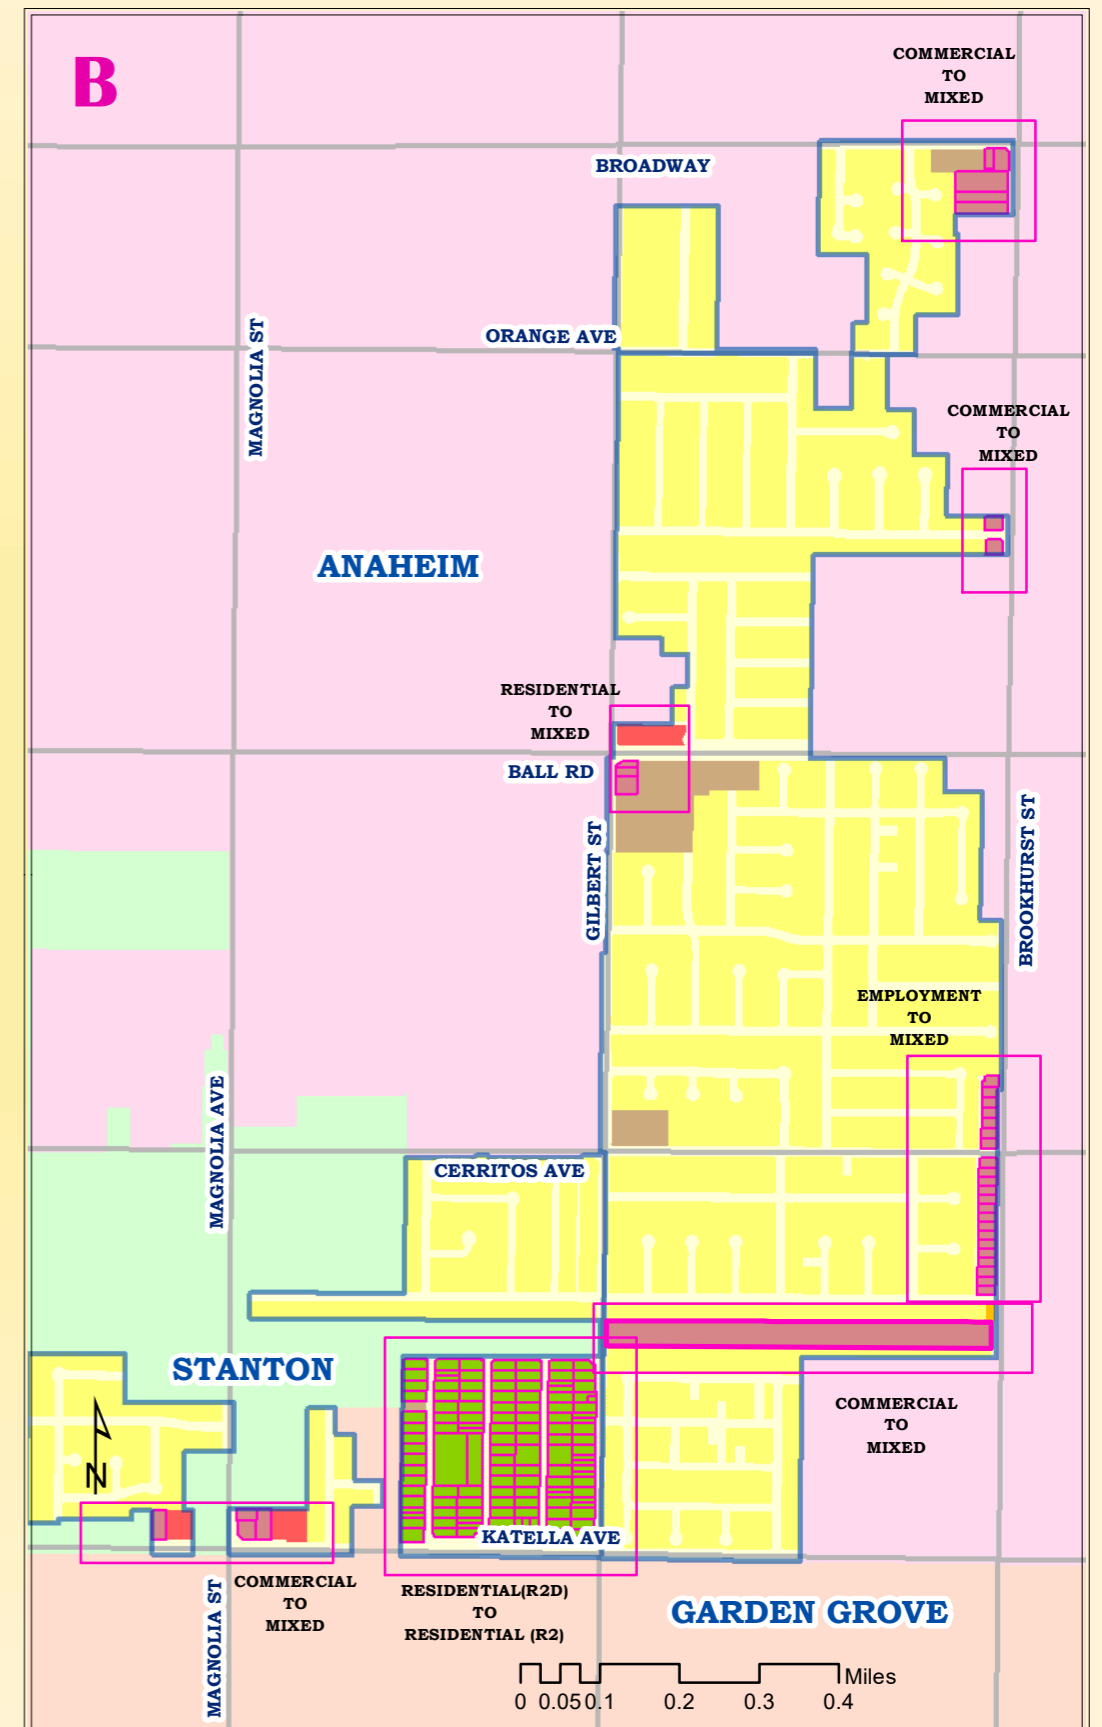 B
COMMERCIAL
TO
MIXED
BROADWAY
MAGNOLIA ST
ORANGE AVE
COMMERCIAL
TO
MIXED
ANAHEIM
RESIDENTIAL
TO
MIXED
BALL RD
GILBERT ST
BROOKHURST ST
EMPLOYMENT
TO
MIXED
MAGNOLIA AVE
CERRITOS AVE
STANTON
COMMERCIAL
TO
MIXED
N
KATELLA AVE
MAGNOLIA ST
COMMERCIAL
TO
MIXED
RESIDENTIAL(R2D)
TO
RESIDENTIAL (R2)
GARDEN GROVE
Miles
0 0.05 0.1 0.2 0.3 0.4